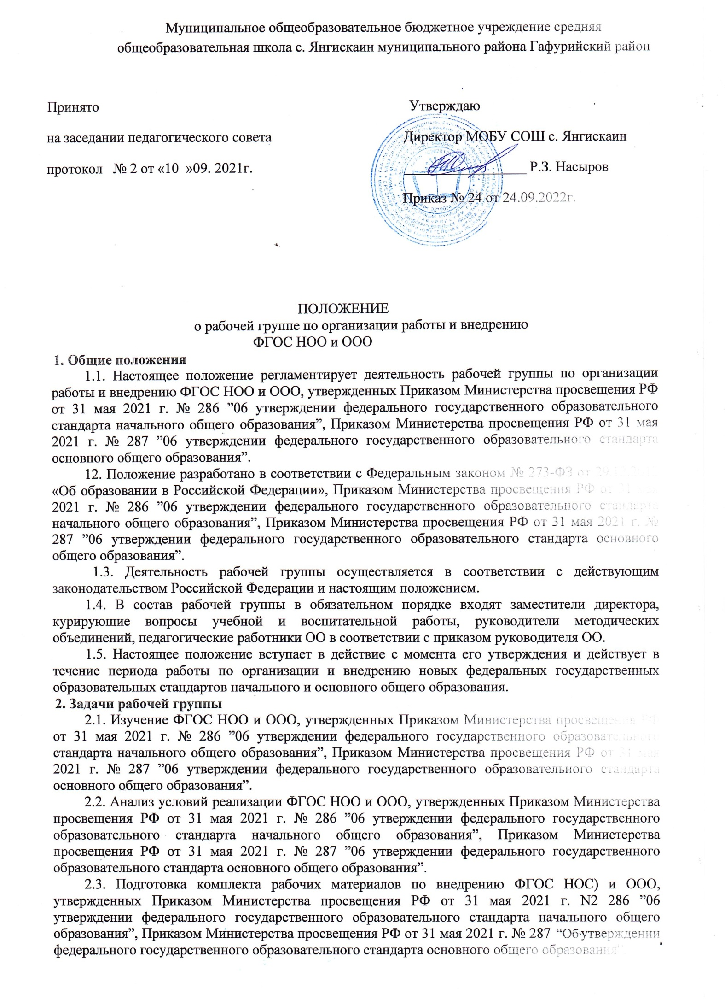 Муниципальное общеобразовательное бюджетное учреждение средняя
общеобразовательная школа с. Янгискаин муниципального района Гафурийский район
Принято
на заседании педагогического совета
протокол № 2 от «10 »09. 2021г.
Утверждаю
Директор МОБУ СОШ с. Янгискаин
Р.З. Насыров
Приказ № 24 от 24.09.2022г.
ПОЛОЖЕНИЕ
о рабочей группе по организации работы и внедрению
ФГОС НОО и ООО
1. Общие положения
1.1. Настоящее положение регламентирует деятельность рабочей группы по организации
работы и внедрению ФГОС НОО и ООО, утвержденных Приказом Министерства просвещения РФ
от 31 мая 2021 г. № 286 ”06 утверждении федерального государственного образовательного
стандарта начального общего образования”, Приказом Министерства просвещения РФ от 31 мая
2021 г. № 287 ”06 утверждении федерального государственного образовательного стандарта
основного общего образования”.
12. Положение разработано в соответствии с Федеральным законом № 273-ФЗ от
«Об образовании в Российской Федерации», Приказом Министерства просвещения РФ от 31
2021 г. № 286 ”06 утверждении федерального государственного образовательного стандарта
начального общего образования”, Приказом Министерства просвещения РФ от 31 мая 2021 г. №
287 ”06 утверждении федерального государственного образовательного стандарта основного
общего образования”.
1.3. Деятельность рабочей группы осуществляется в соответствии с действующим
законодательством Российской Федерации и настоящим положением.
1.4. В состав рабочей группы в обязательном порядке входят заместители директора,
курирующие вопросы учебной и воспитательной работы, руководители методических
объединений, педагогические работники ОО в соответствии с приказом руководителя ОО.
1.5. Настоящее положение вступает в действие с момента его утверждения и действует в
течение периода работы по организации и внедрению новых федеральных государственных
образовательных стандартов начального и основного общего образования.
2. Задачи рабочей группы
2.1. Изучение ФГОС НОО и ООО, утвержденных Приказом Министерства просвещения РФ
от 31 мая 2021 г. № 286 ”06 утверждении федерального государственного образовательного
стандарта начального общего образования”, Приказом Министерства просвещения РФ от 31 мая
2021 г. № 287 ”06 утверждении федерального государственного образовательного стандарта
основного общего образования”.
2.2. Анализ условий реализации ФГОС НОО и ООО, утвержденных Приказом Министерства
просвещения РФ от 31 мая 2021 г. № 286 ”06 утверждении федерального государственного
образовательного стандарта начального общего образования”, Приказом Министерства
просвещения РФ от 31 мая 2021 г. № 287 ”06 утверждении федерального государственного
образовательного стандарта основного общего образования”.
2.3. Подготовка комплекта рабочих материалов по внедрению ФГОС НОС) и ООО,
утвержденных Приказом Министерства просвещения РФ от 31 мая 2021 г. N2 286 ”06
утверждении федерального государственного образовательного стандарта начального общего
образования”, Приказом Министерства просвещения РФ от 31 мая 2021 г. № 287 “Об утверждении
федерального государственного образовательного стандарта основного общего образования”